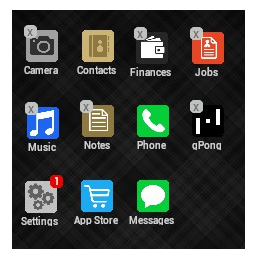 X
X
X
Camera
Contacts
Finances
Jobs
X
X
X
Music
Notes
Phone
gPong
1
Settings
App Store
Messages